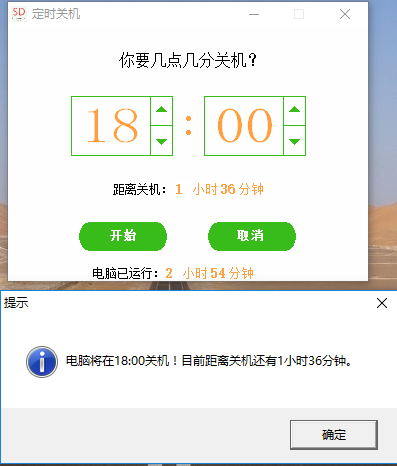 SD 定时关机
你要几点几分关机？
18 : 00
距离关机：1 小时 36 分钟
开始 取消
电脑已运行：2 小时 54 分钟
提示
电脑将在18:00关机！目前距离关机还有1小时36分钟。
确定